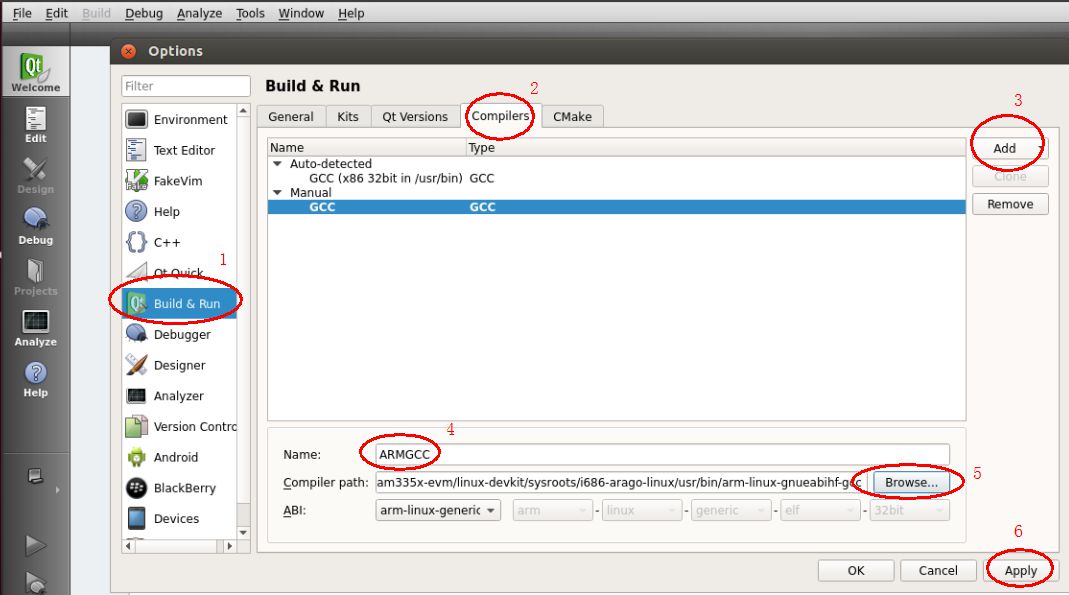 File Edit Build Debug Analyze Tools Window Help
Options
Welcome
Edit
Design
Debug
Projects
Analyze
Help
Filter
Environment
Text Editor
FakeVim
Help
C++
Qt Quick
1
Build & Run
Debugger
Designer
Analyzer
Version Contro
Android
BlackBerry
Devices
Build & Run
2
General Kits Qt Versions Compilers CMake
Name Type
Auto-detected
GCC (x86 32bit in /usr/bin) GCC
Manual
GCC GCC
3
Add
Clone
Remove
4
Name: ARMGCC
Compiler path: am335x-evm/linux-devkit/sysroots/i686-arago-linux/usr/bin/arm-linux-gnueabihf-gcc Browse... 5
ABI: arm-linux-generic arm - linux - generic - elf - 32bit
6
OK Cancel Apply